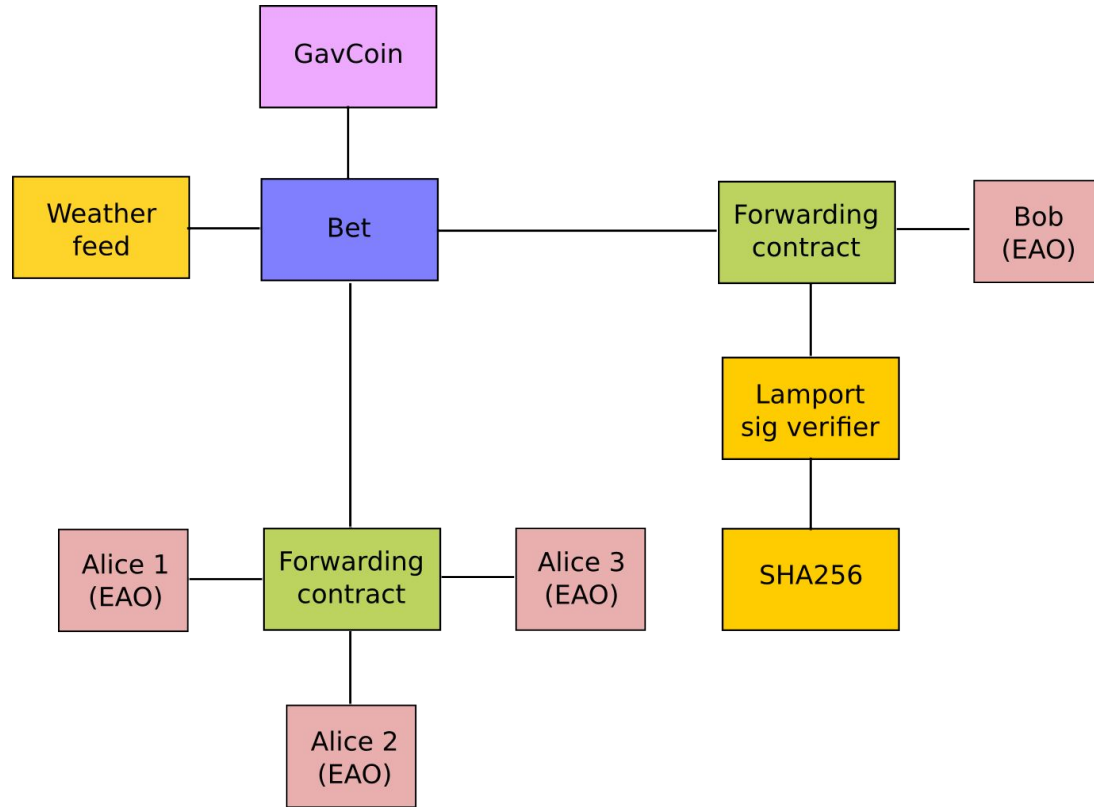 GavCoin
Weather
feed
Bet
Forwarding
contract
Bob
(EAO)
Lamport
sig verifier
SHA256
Alice 1
(EAO)
Forwarding
contract
Alice 3
(EAO)
Alice 2
(EAO)